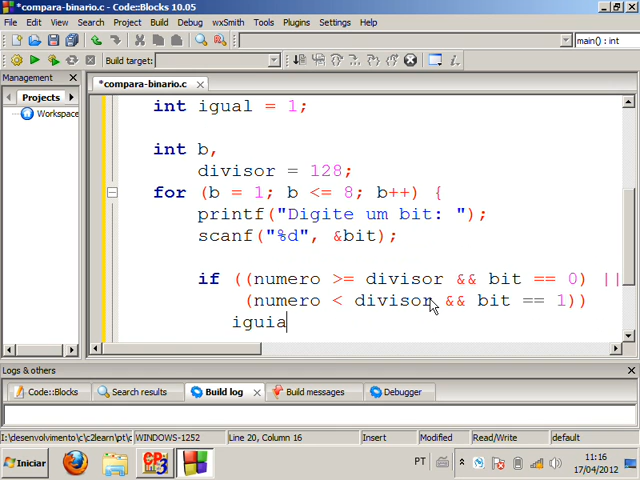 *compara-binario.c - Code::Blocks 10.05
File Edit View Search Project Build Debug wxSmith Tools Plugins Settings Help
main() : int
Build target:
Management
*compara-binario.c
Projects
Workspace
int igual = 1;
int b,
divisor = 128;
for (b = 1; b <= 8; b++) {
printf("Digite um bit: ");
scanf("%d", &bit);
if ((numero >= divisor && bit == 0) ||
(numero < divisor && bit == 1))
iguia
Logs & others
Code::Blocks Search results Build log Build messages Debugger
I:\desenvolvimento\c\c2learn\pt\c WINDOWS-1252 Line 20, Column 16 Insert Modified Read/Write default
Iniciar PT 11:16
17/04/2012